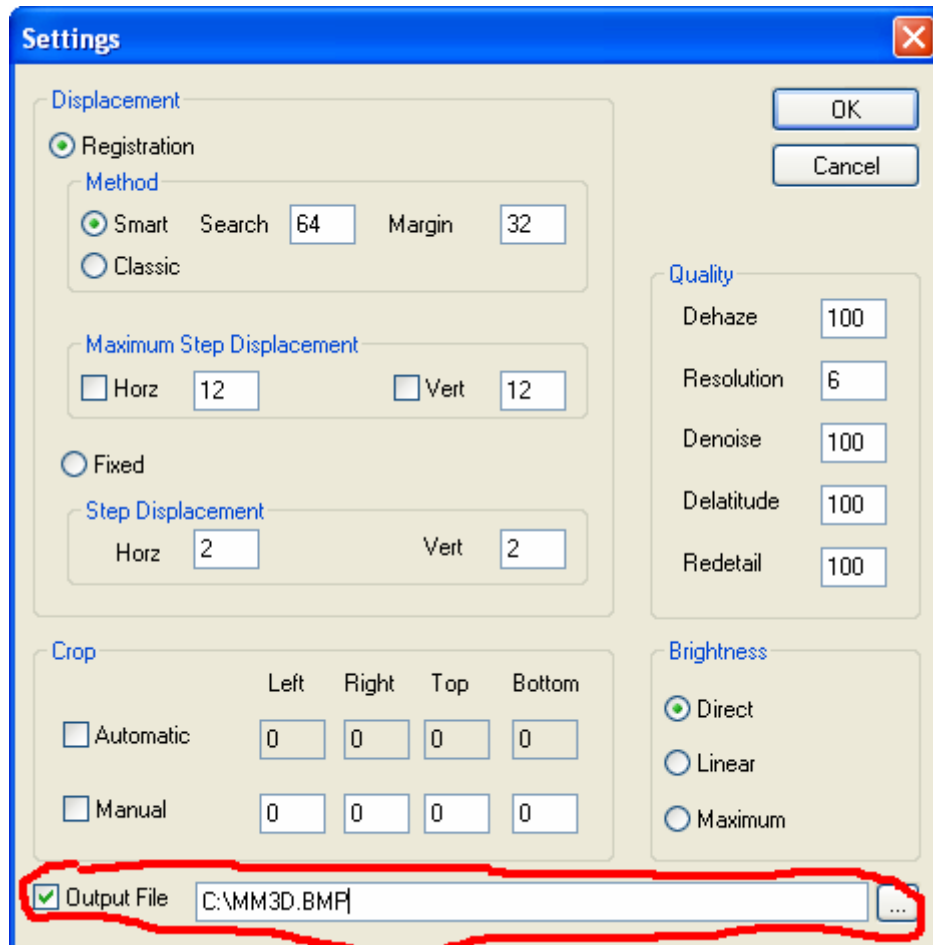 Settings
Displacement
OK
Registration
Cancel
Method
Smart Search 64 Margin 32
Classic
Quality
Dehaze 100
Maximum Step Displacement
Horz 12 Vert 12
Resolution 6
Denoise 100
Fixed
Step Displacement
Horz 2 Vert 2
Delatitude 100
Redetail 100
Crop
Left Right Top Bottom
Automatic 0 0 0 0
Manual 0 0 0 0
Brightness
Direct
Linear
Maximum
Output File C:\MM3D.BMP ...